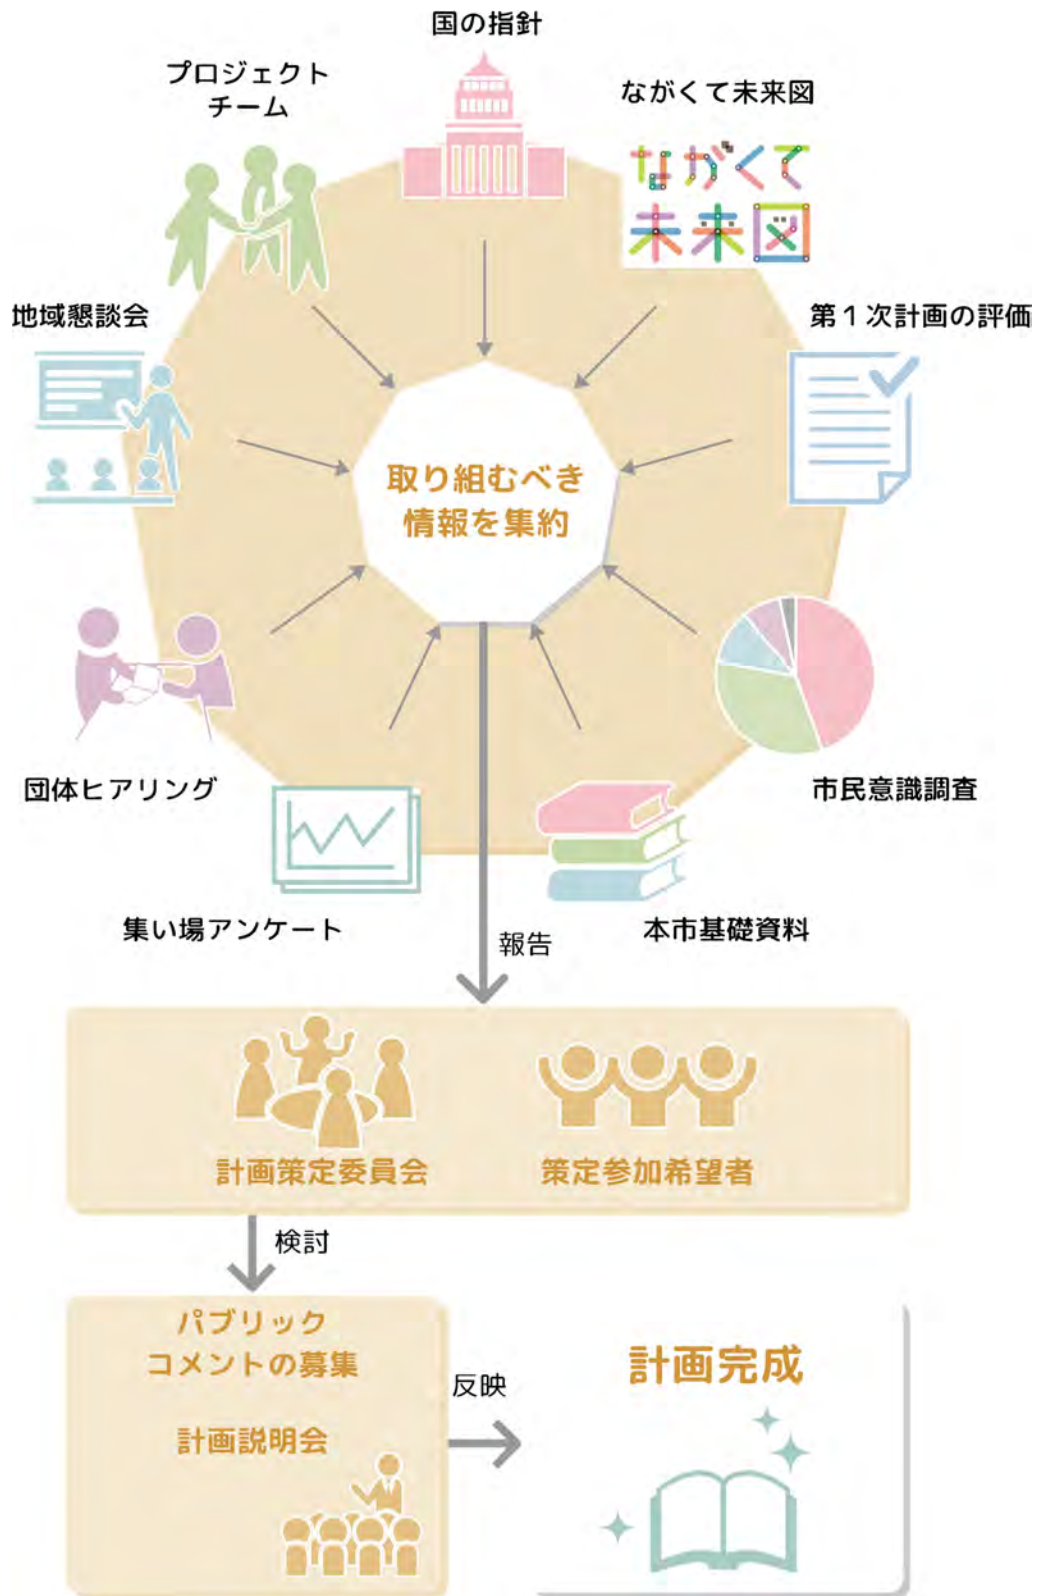 国の指針
プロジェクト
チーム
ながくて未来図
ながくて
未来図
地域懇談会
第1次計画の評価
取り組むべき
情報を集約
団体ヒアリング
市民意識調査
集い場アンケート
本市基礎資料
報告
計画策定委員会
策定参加希望者
検討
パブリック
コメントの募集
計画説明会
反映
計画完成